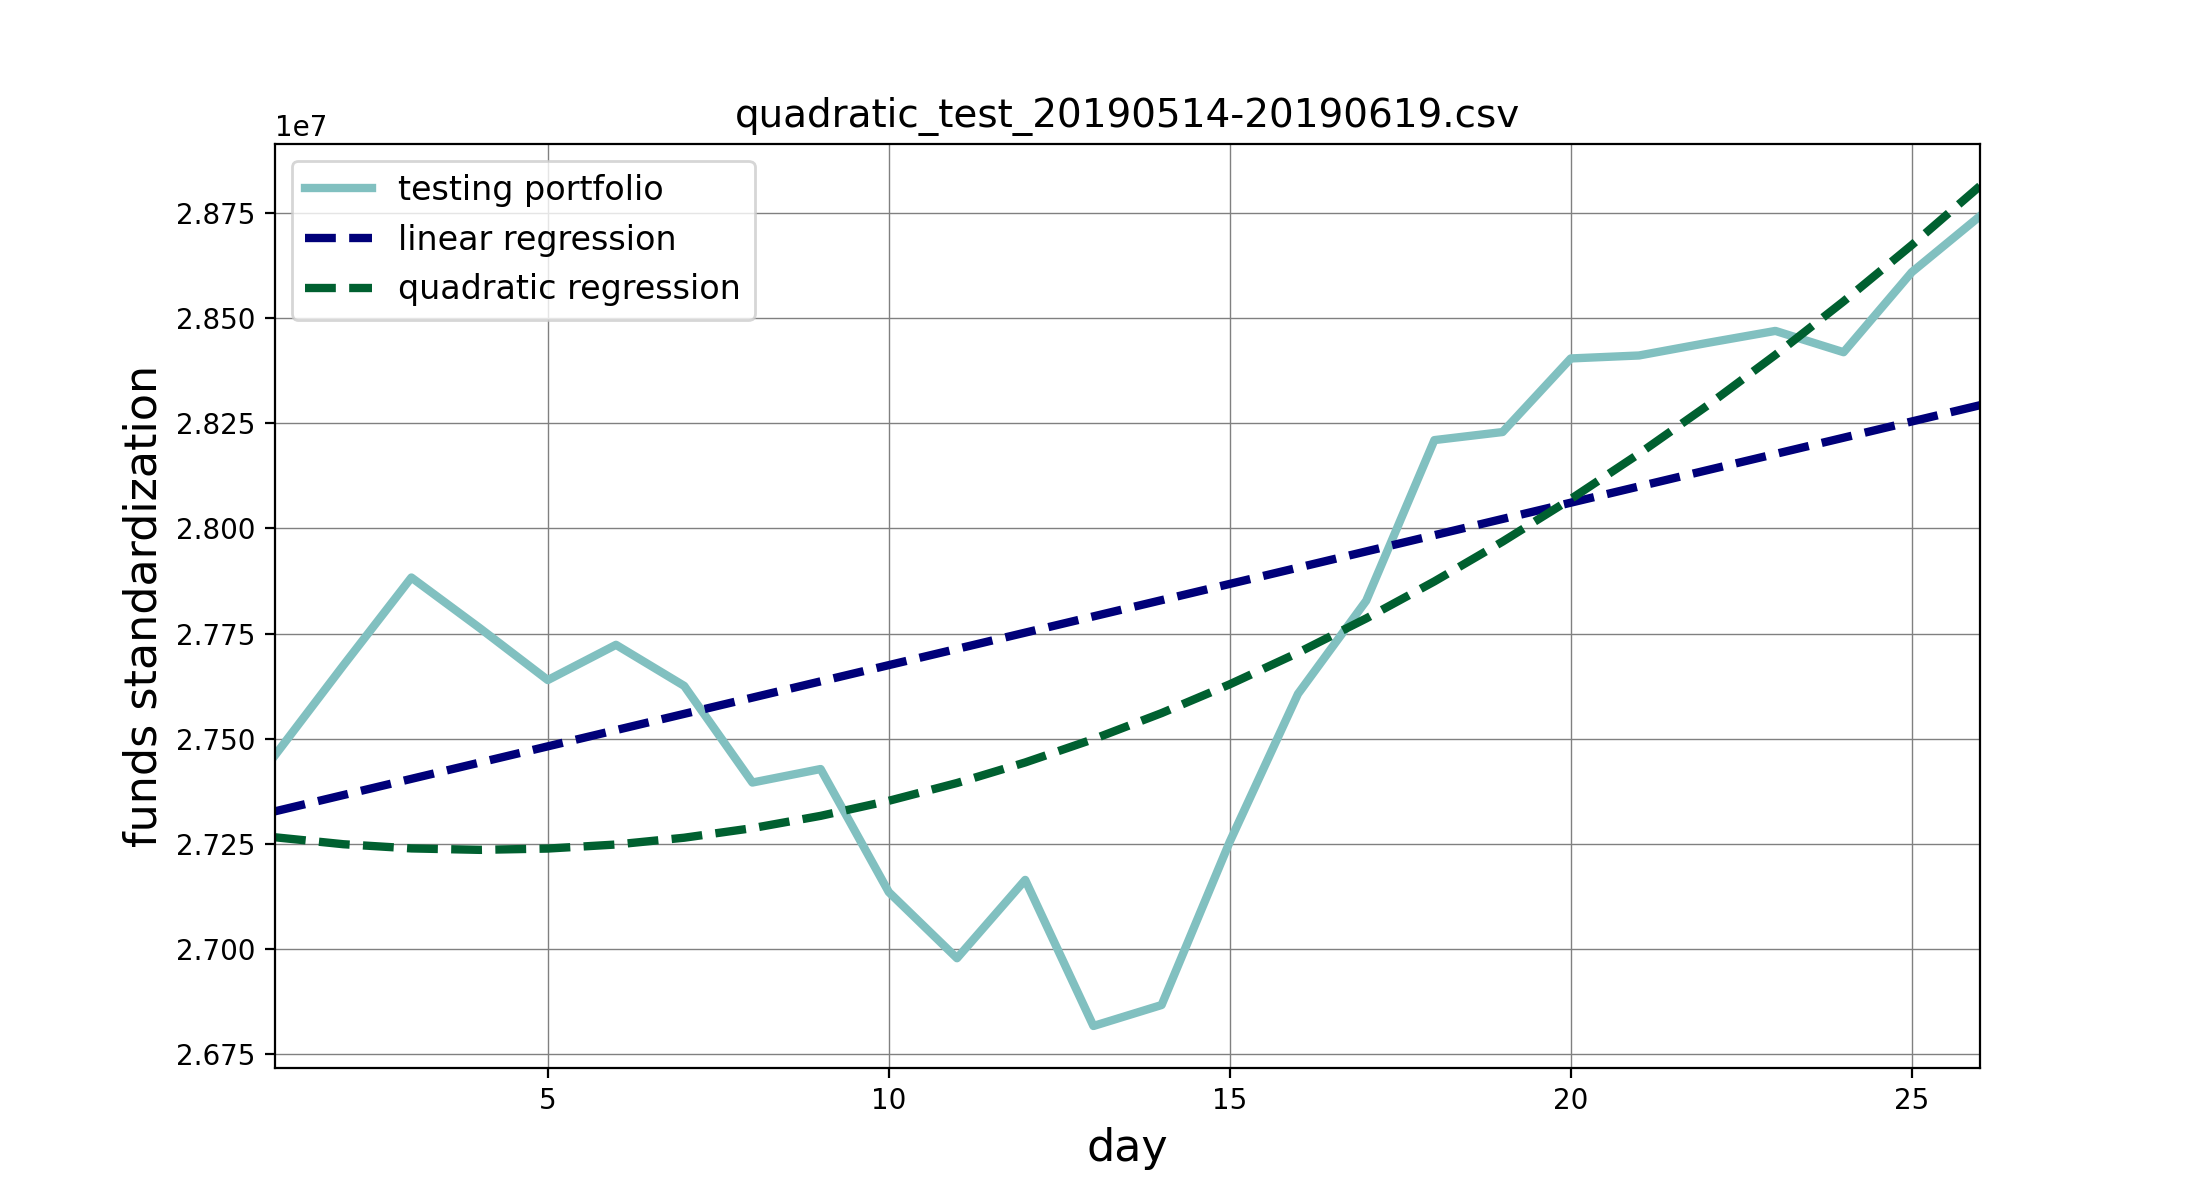 quadratic_test_20190514-20190619.csv
1e7
testing portfolio
linear regression
quadratic regression
2.875
2.850
2.825
2.800
2.775
2.750
2.725
2.700
2.675
funds standardization
5 10 15 20 25
day